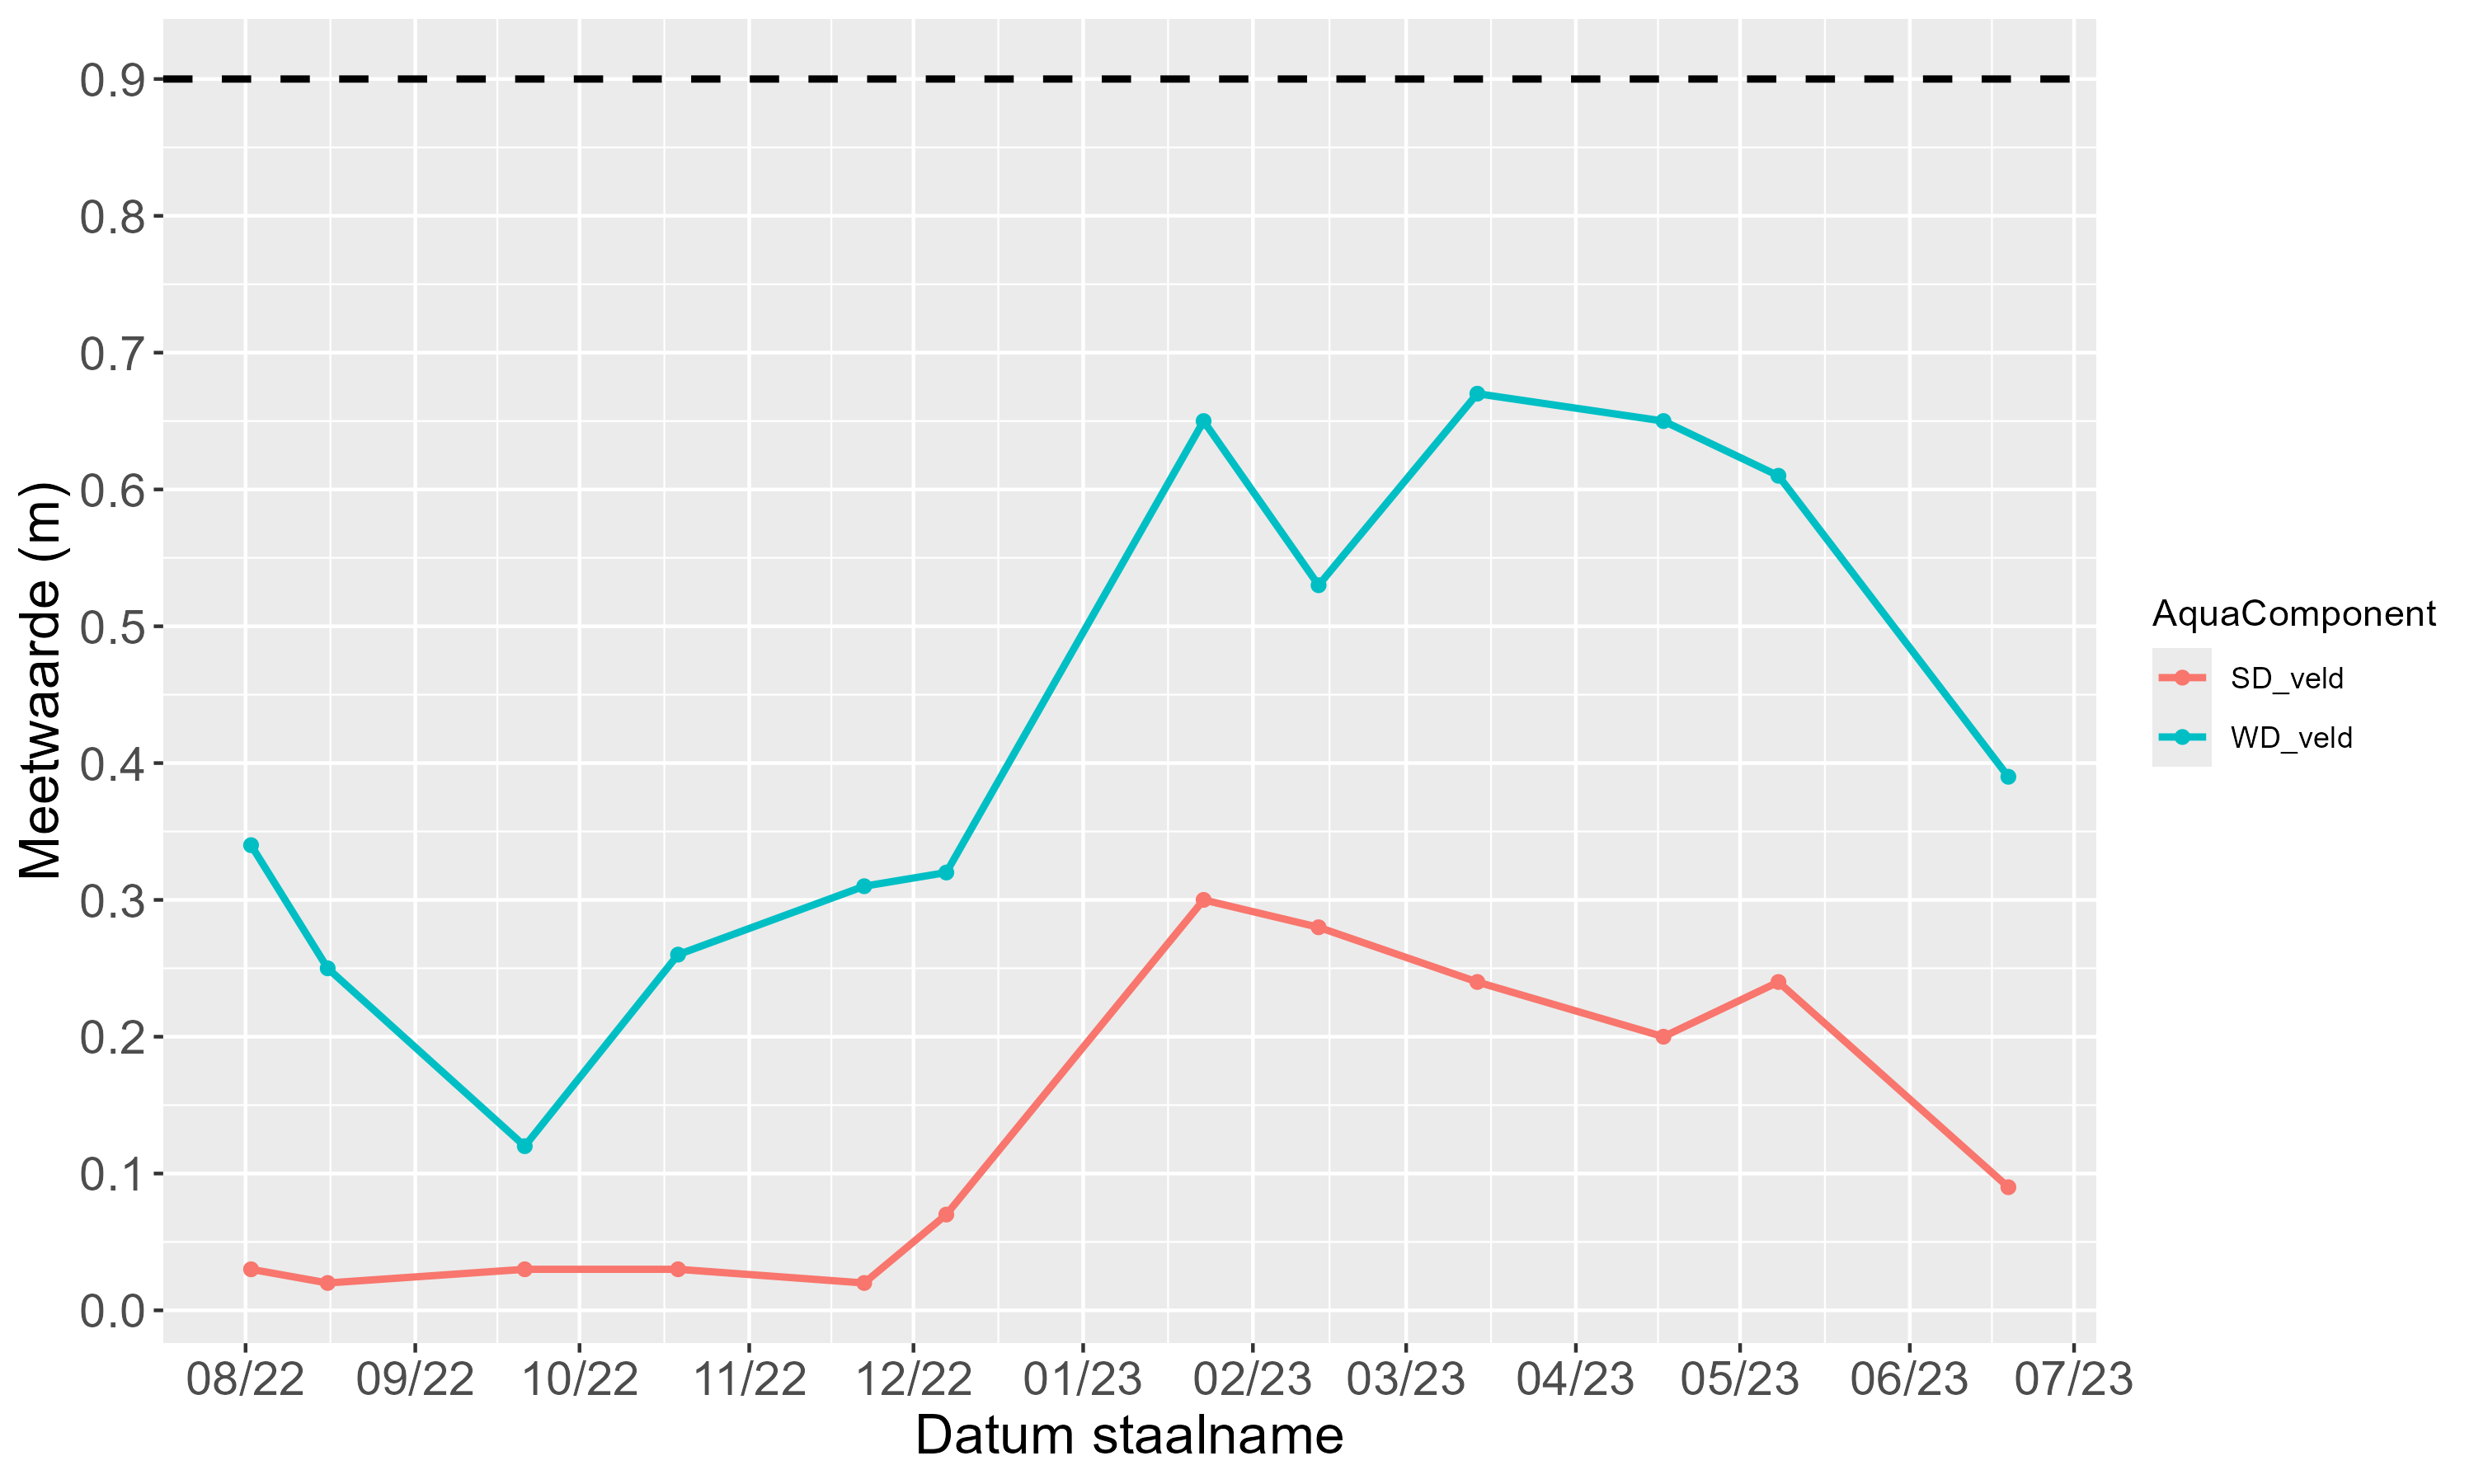 Meetwaarde (m)
0.9
0.8
0.7
0.6
0.5
0.4
0.3
0.2
0.1
0.0
08/22 09/22 10/22 11/22 12/22 01/23 02/23 03/23 04/23 05/23 06/23 07/23
Datum staalname
AquaComponent
SD_veld
WD_veld